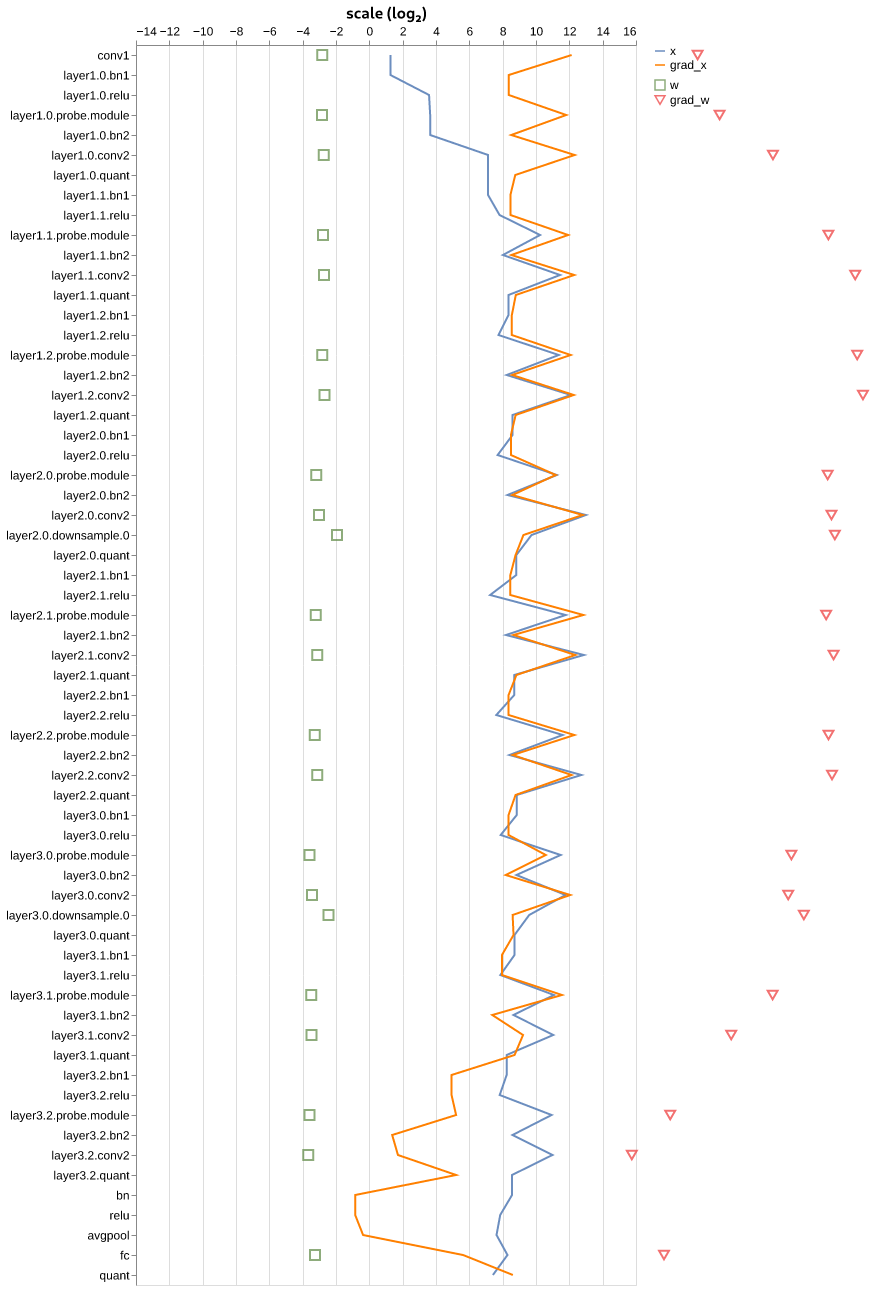 scale (log₂)
−14 −12 −10 −8 −6 −4 −2 0 2 4 6 8 10 12 14 16
conv1
layer1.0.bn1
layer1.0.relu
layer1.0.probe.module
layer1.0.bn2
layer1.0.conv2
layer1.0.quant
layer1.1.bn1
layer1.1.relu
layer1.1.probe.module
layer1.1.bn2
layer1.1.conv2
layer1.1.quant
layer1.2.bn1
layer1.2.relu
layer1.2.probe.module
layer1.2.bn2
layer1.2.conv2
layer1.2.quant
layer2.0.bn1
layer2.0.relu
layer2.0.probe.module
layer2.0.bn2
layer2.0.conv2
layer2.0.downsample.0
layer2.0.quant
layer2.1.bn1
layer2.1.relu
layer2.1.probe.module
layer2.1.bn2
layer2.1.conv2
layer2.1.quant
layer2.2.bn1
layer2.2.relu
layer2.2.probe.module
layer2.2.bn2
layer2.2.conv2
layer2.2.quant
layer3.0.bn1
layer3.0.relu
layer3.0.probe.module
layer3.0.bn2
layer3.0.conv2
layer3.0.downsample.0
layer3.0.quant
layer3.1.bn1
layer3.1.relu
layer3.1.probe.module
layer3.1.bn2
layer3.1.conv2
layer3.1.quant
layer3.2.bn1
layer3.2.relu
layer3.2.probe.module
layer3.2.bn2
layer3.2.conv2
layer3.2.quant
bn
relu
avgpool
fc
quant
x
grad_x
w
grad_w